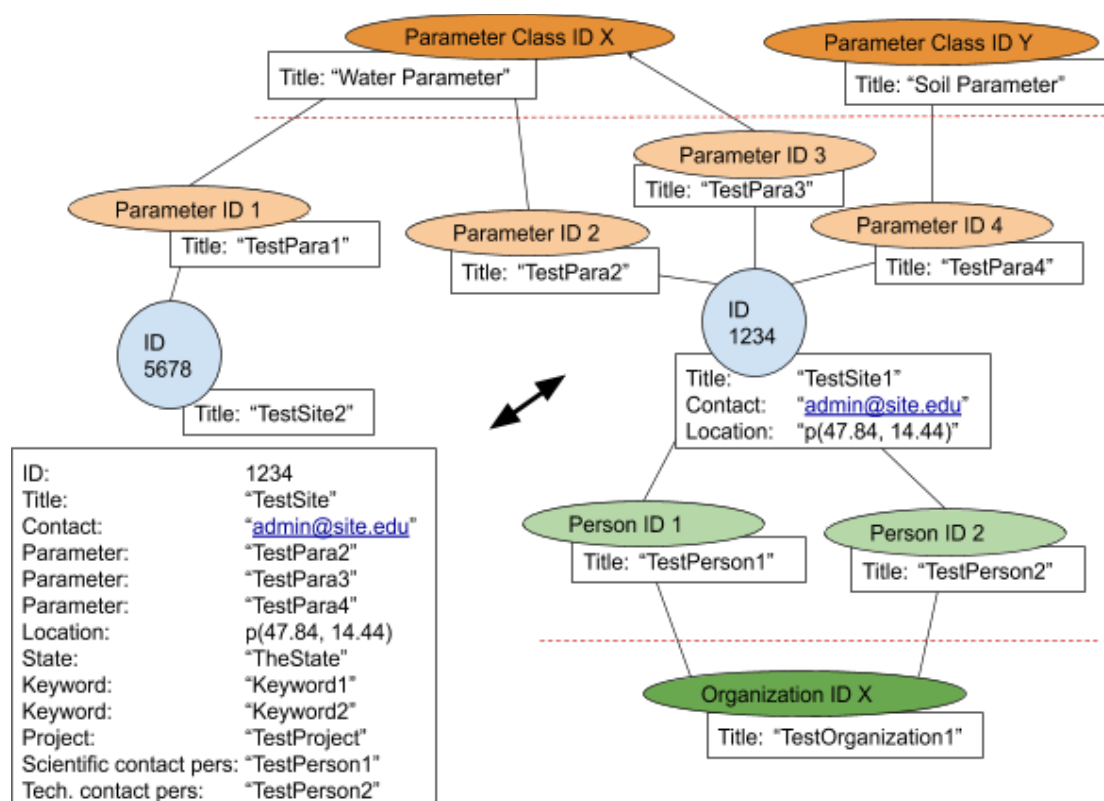 Parameter Class ID X
Title: “Water Parameter”
Parameter Class ID Y
Title: “Soil Parameter”
Parameter ID 3
Title: “TestPara3”
Parameter ID 1
Title: “TestPara1”
Parameter ID 2
Title: “TestPara2”
Parameter ID 4
Title: “TestPara4”
ID
5678
Title: “TestSite2”
ID
1234
Title: “TestSite1”
Contact: “admin@site.edu”
Location: “p(47.84, 14.44)”
Person ID 1
Title: “TestPerson1”
Person ID 2
Title: “TestPerson2”
Organization ID X
Title: “TestOrganization1”
ID: 1234
Title: “TestSite”
Contact: “admin@site.edu”
Parameter: “TestPara2”
Parameter: “TestPara3”
Parameter: “TestPara4”
Location: p(47.84, 14.44)
State: “TheState”
Keyword: “Keyword1”
Keyword: “Keyword2”
Project: “TestProject”
Scientific contact pers: “TestPerson1”
Tech. contact pers: “TestPerson2”